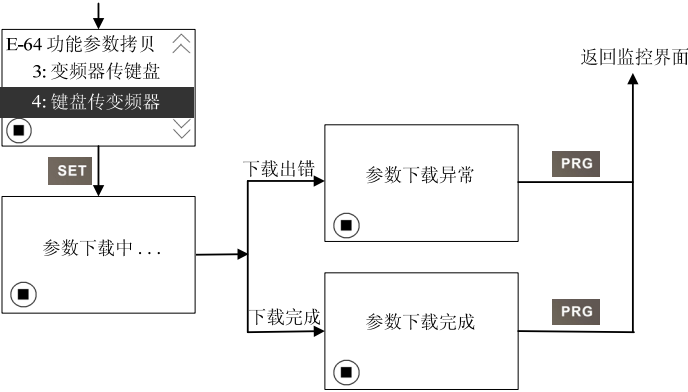 E-64 功能参数拷贝
3: 变频器传键盘
4: 键盘传变频器
SET
参数下载中 . . .
下载出错
参数下载异常
PRG
返回监控界面
下载完成
参数下载完成
PRG